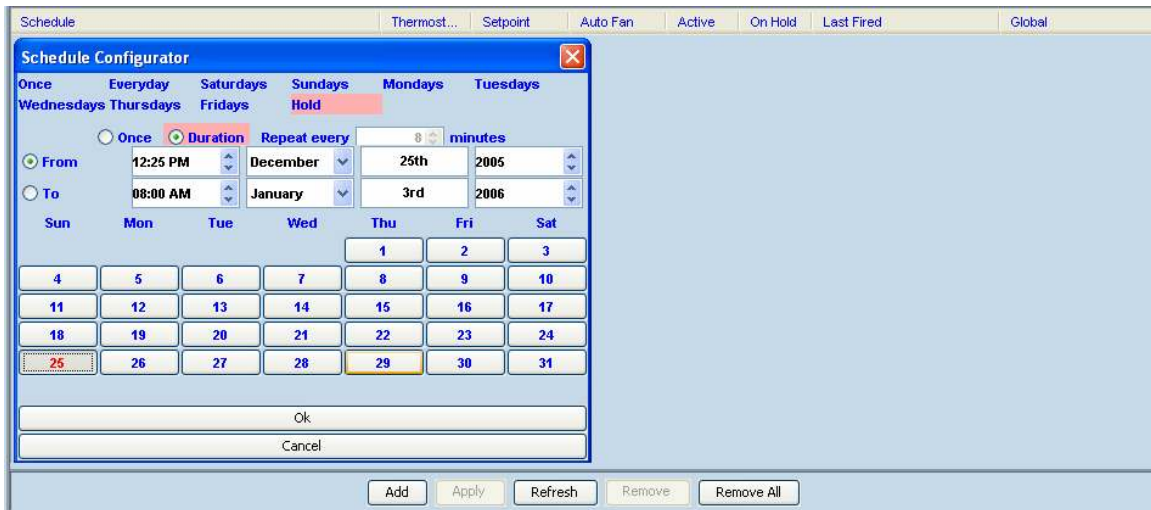 Schedule Thermost... Setpoint Auto Fan Active On Hold Last Fired Global
Schedule Configurator
Once Everyday Saturdays Sundays Mondays Tuesdays
Wednesdays Thursdays Fridays Hold
Once Duration Repeat every 8 minutes
From 12:25 PM December 25th 2005
To 08:00 AM January 3rd 2006
Sun Mon Tue Wed Thu Fri Sat
1 2 3
4 5 6 7 8 9 10
11 12 13 14 15 16 17
18 19 20 21 22 23 24
25 26 27 28 29 30 31
Ok
Cancel
Add Apply Refresh Remove Remove All